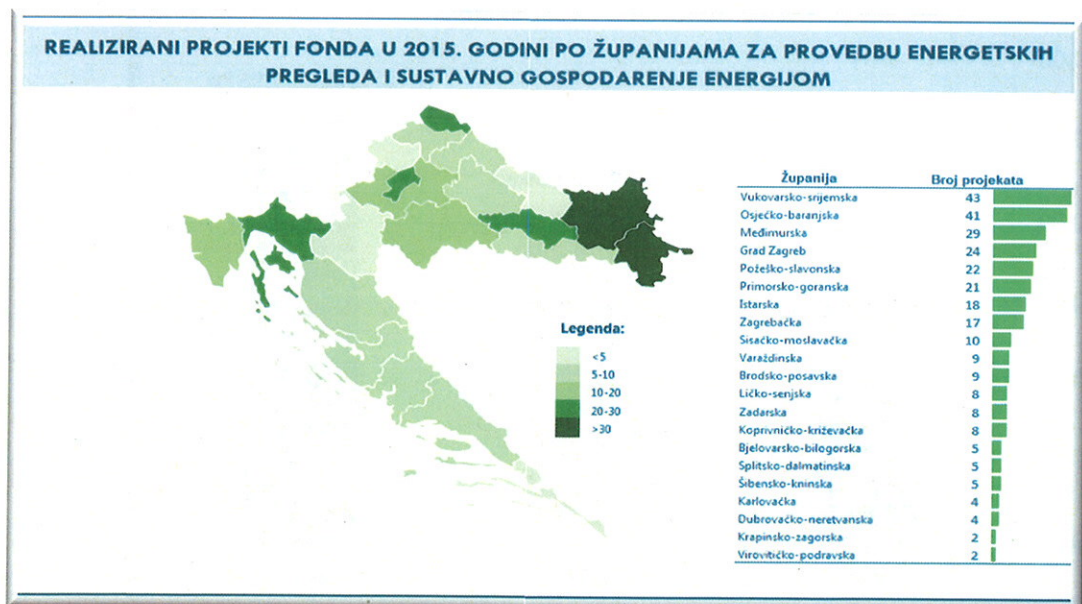 REALIZIRANI PROJEKTI FONDA U 2015. GODINI PO ŽUPANIJAMA ZA PROVEDBU ENERGETSKIH
PREGLEDA I SUSTAVNO GOSPODARENJE ENERGIJOM
Županija Broj projekata
Vukovarsko-srijemska 43
Osječko-baranjska 41
Međimurska 29
Grad Zagreb 24
Požeško-slavonska 22
Primorsko-goranska 21
Istarska 18
Zagrebačka 17
Sisačko-moslavačka 10
Varaždinska 9
Brodsko-posavska 9
Ličko-senjska 8
Zadarska 8
Koprivničko-križevačka 8
Bjelovarsko-bilogorska 5
Splitsko-dalmatinska 5
Šibensko-kninska 5
Karlovačka 4
Dubrovačko-neretvanska 4
Krapinsko-zagorska 2
Virovitičko-podravska 2
Legenda:
<5
5-10
10-20
20-30
>30